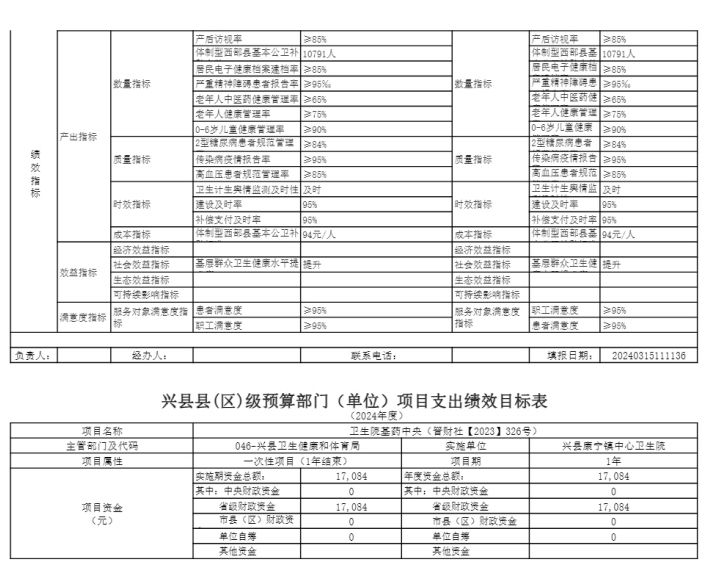 产后访视率 ≥85% 产后访视率 ≥85%
体制型西部县基本公卫补 10791人 体制型西部县基 10791人
居民电子健康档案建档率 ≥85% 居民电子健康档 ≥85%
数量指标 严重精神障碍患者报告率 ≥95‰ 数量指标 严重精神障碍患 ≥95‰
老年人中医药健康管理率 ≥65% 老年人中医药健 ≥65%
老年人健康管理率 ≥75% 老年人健康管理 ≥75%
产出指标 0-6岁儿童健康管理率 ≥90% 0-6岁儿童健康 ≥90%
2型糖尿病患者规范管理 ≥84% 2型糖尿病患者 ≥84%
绩效指标 质量指标 传染病疫情报告率 ≥95% 质量指标 传染病疫情报告 ≥95%
高血压患者规范管理率 ≥85% 高血压患者规范 ≥85%
卫生计生舆情监测及时性 及时 卫生计生舆情监 及时
时效指标 建设及时率 95% 时效指标 建设及时率 95%
补偿支付及时率 95% 补偿支付及时率 95%
成本指标 体制型西部县基本公卫补 94元/人 成本指标 体制型西部县基 94元/人
经济效益指标 经济效益指标
效益指标 社会效益指标 基层群众卫生健康水平提 提升 社会效益指标 基层群众卫生健 提升
生态效益指标 生态效益指标
可持续影响指标 可持续影响指标
满意度指标 服务对象满意度指 患者满意度 ≥95% 服务对象满意度 职工满意度 ≥95%
标 职工满意度 ≥95% 指标 患者满意度 ≥95%
负责人: 经办人: 联系电话: 填报日期: 20240315111136
兴县县(区)级预算部门（单位）项目支出绩效目标表
（2024年度）
项目名称 卫生院基药中央（晋财社【2023】326号）
主管部门及代码 046-兴县卫生健康和体育局 实施单位 兴县康宁镇中心卫生院
项目属性 一次性项目（1年结束） 项目期 1年
实施期资金总额: 17,084 年度资金总额: 17,084
其中: 中央财政资金 0 其中: 中央财政资金 0
项目资金 省级财政资金 17,084 省级财政资金 17,084
（元） 市县（区）财政资 0 市县（区）财政资金 0
单位自筹 0 单位自筹 0
其他资金 其他资金